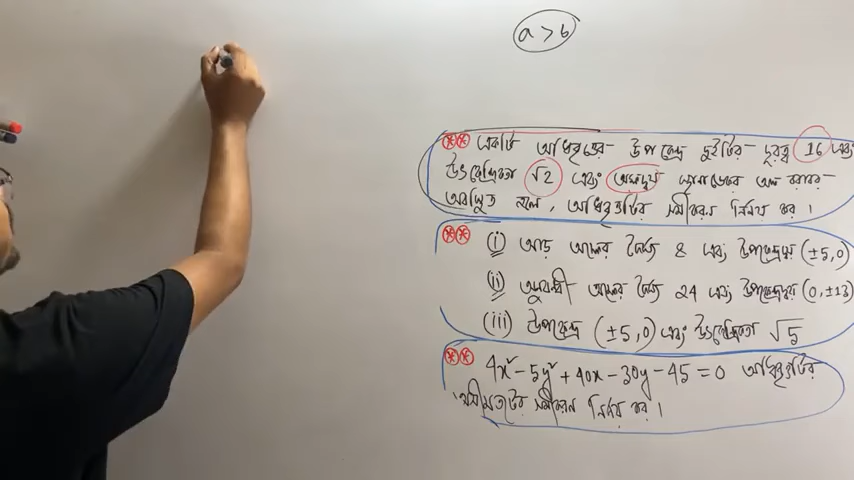 a > b
** একটি অধিবৃত্তের উপকেন্দ্র দুইটির দূরত্ব 16 এবং
উৎকেন্দ্রিকতা √2 এবং অক্ষদ্বয় স্থানাঙ্কের অক্ষ বরাবর
অবস্থিত হলে, অধিবৃত্তটির সমীকরণ নির্ণয় কর।
** (i) আড় অক্ষের দৈর্ঘ্য 8 এবং উপকেন্দ্রদ্বয় (±5,0)
(ii) অনুবন্ধী অক্ষের দৈর্ঘ্য 24 এবং উপকেন্দ্রদ্বয় (0, ±13)
(iii) উপকেন্দ্র (±5,0) এবং উৎকেন্দ্রিকতা √5
** 4x² - 5y² + 40x - 30y - 45 = 0 অধিবৃত্তটির
অসীমতটের সমীকরণ নির্ণয় কর।